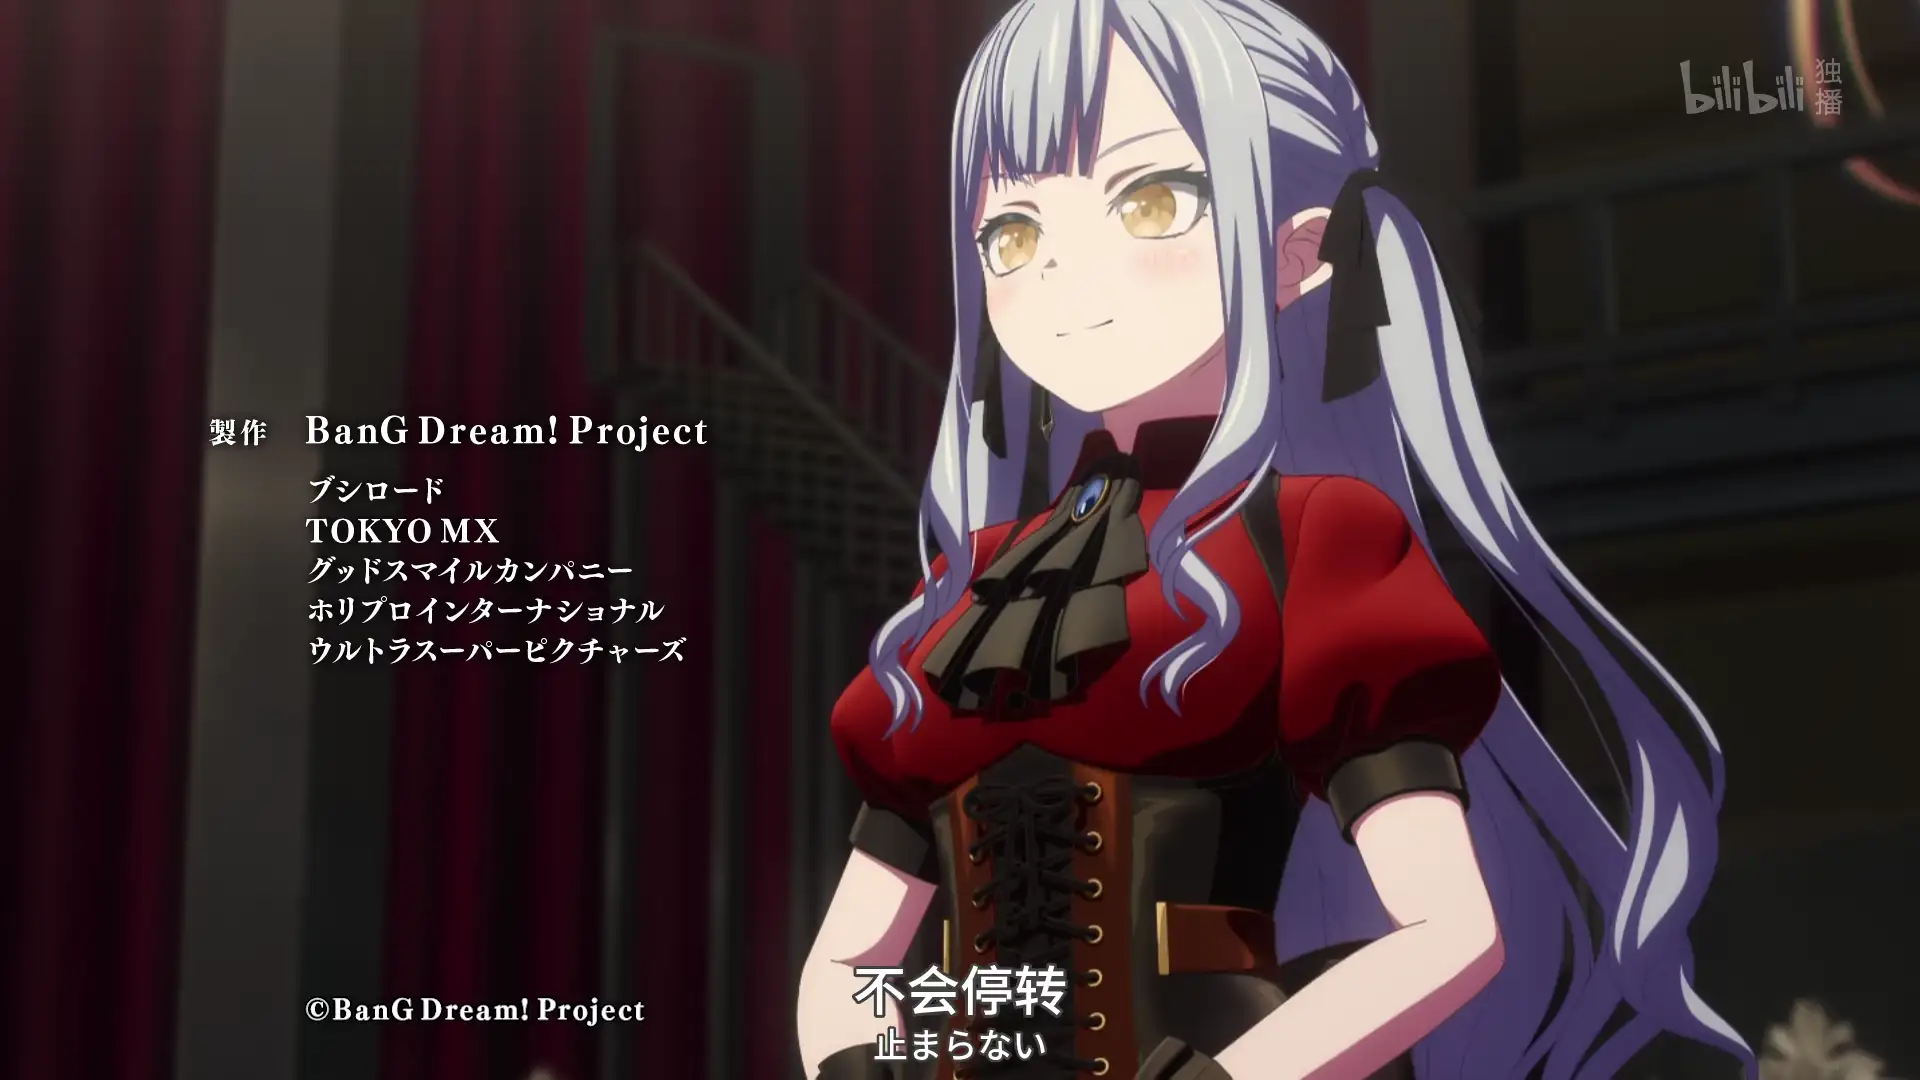 bilibili 独播
製作 BanG Dream! Project
ブシロード
TOKYO MX
グッドスマイルカンパニー
ホリプロインターナショナル
ウルトラスーパーピクチャーズ
©BanG Dream! Project
不会停转
止まらない